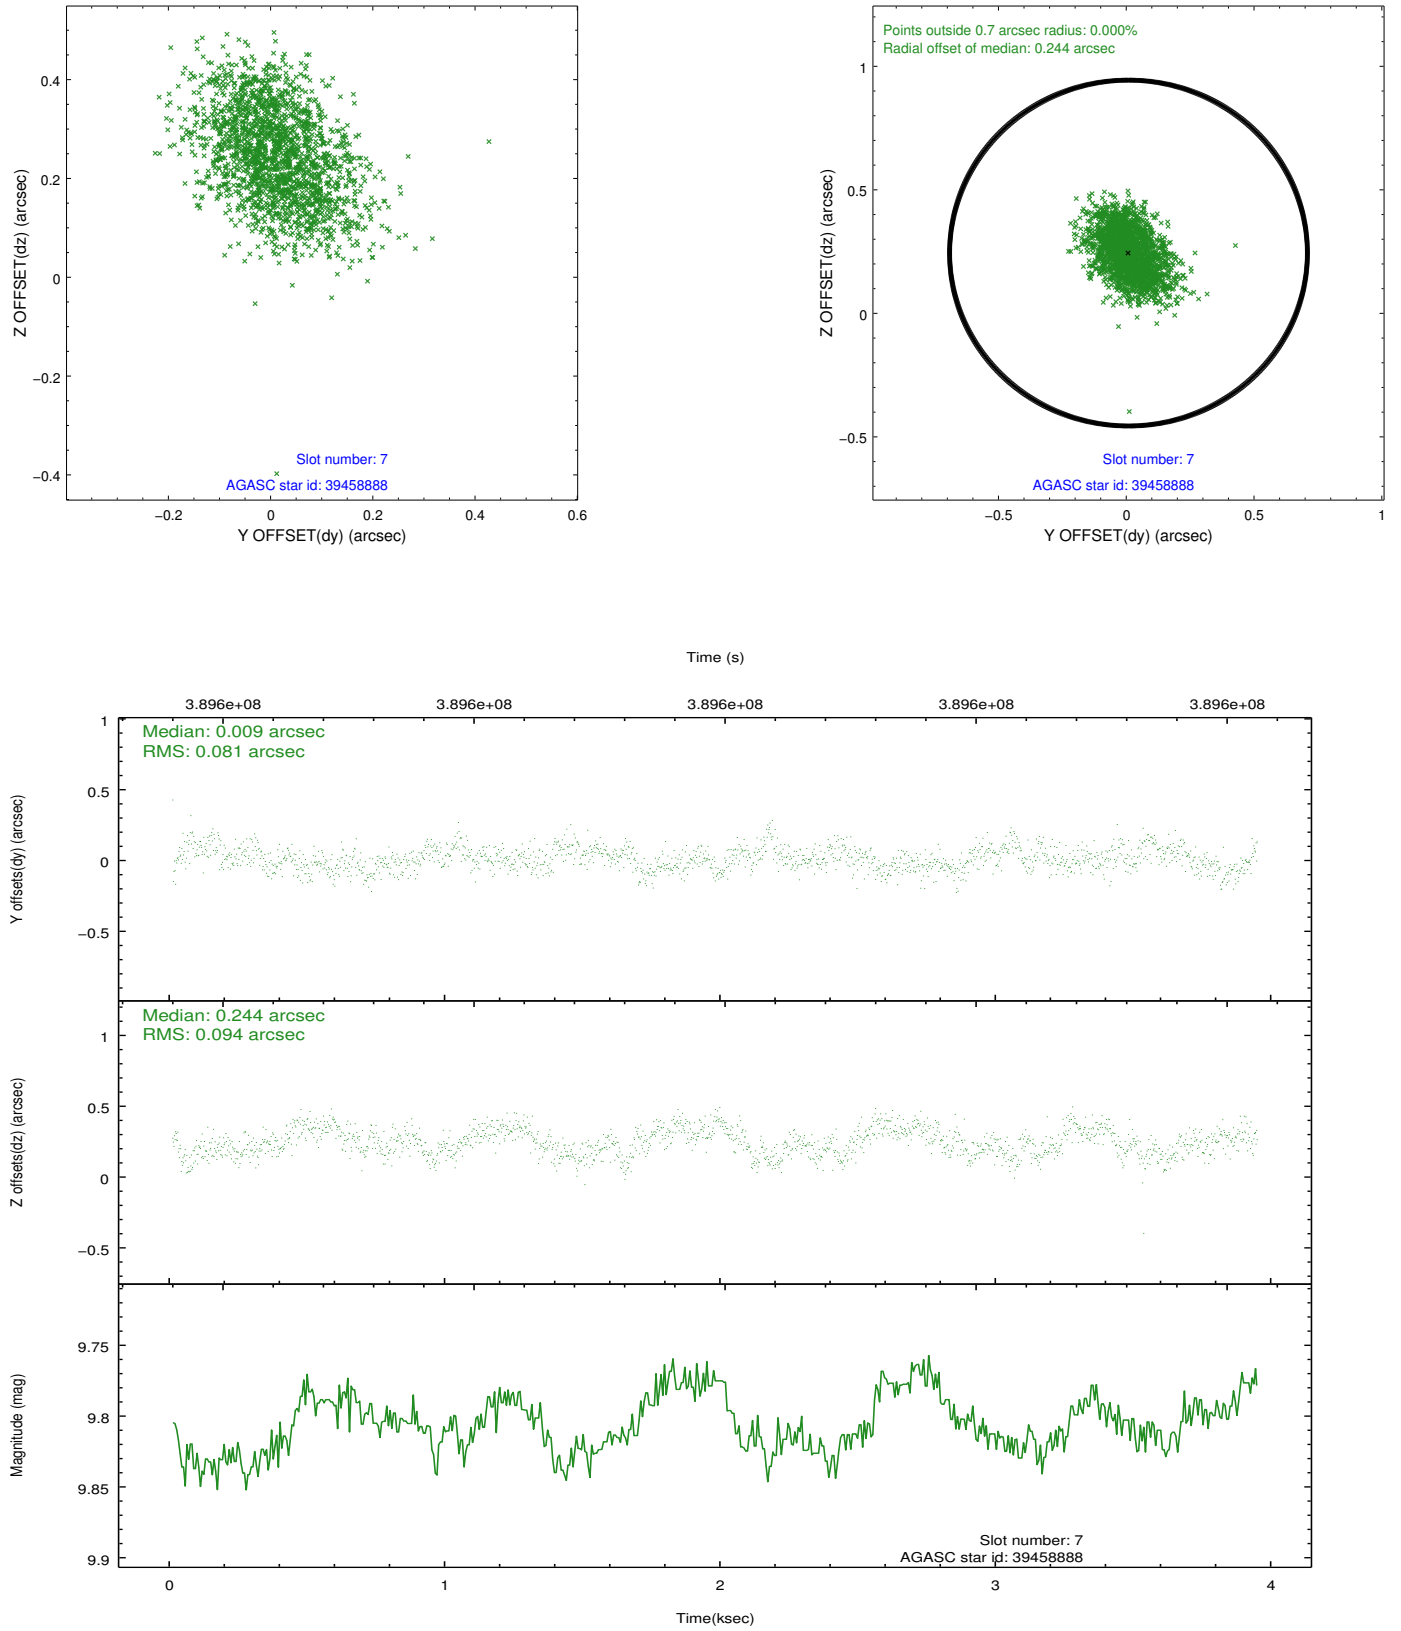 0.4
0.2
0
−0.2
−0.4
Z OFFSET(dz) (arcsec)
Slot number: 7
AGASC star id: 39458888
−0.2 0 0.2 0.4 0.6
Y OFFSET(dy) (arcsec)
Points outside 0.7 arcsec radius: 0.000%
Radial offset of median: 0.244 arcsec
1
0.5
0
−0.5
Z OFFSET(dz) (arcsec)
Slot number: 7
AGASC star id: 39458888
−0.5 0 0.5 1
Y OFFSET(dy) (arcsec)
Time (s)
3.896e+08 3.896e+08 3.896e+08 3.896e+08 3.896e+08
Median: 0.009 arcsec
RMS: 0.081 arcsec
1
0.5
0
−0.5
Y offsets(dy) (arcsec)
Median: 0.244 arcsec
RMS: 0.094 arcsec
1
0.5
0
−0.5
Z offsets(dz) (arcsec)
9.75
9.8
9.85
9.9
Magnitude (mag)
Slot number: 7
AGASC star id: 39458888
0 1 2 3 4
Time(ksec)